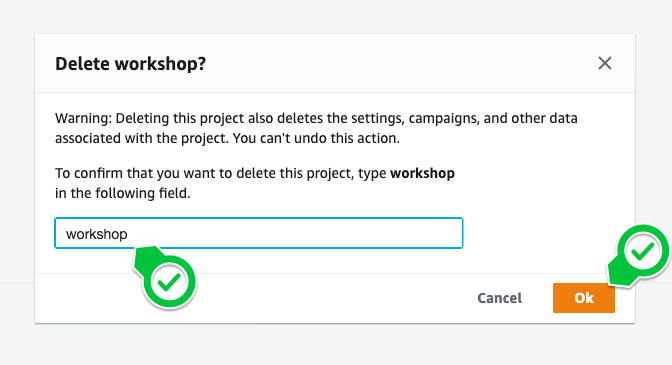 Delete workshop?
Warning: Deleting this project also deletes the settings, campaigns, and other data
associated with the project. You can't undo this action.
To confirm that you want to delete this project, type workshop
in the following field.
workshop
Cancel
Ok